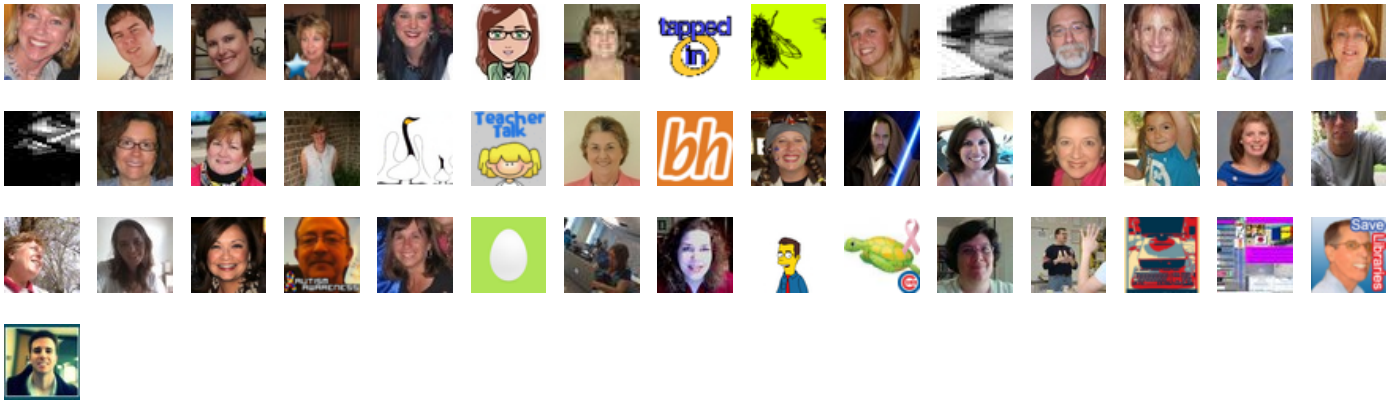 tapped
in
Teacher
Talk
bh
AUTISM
AWARENESS
Save
Libraries